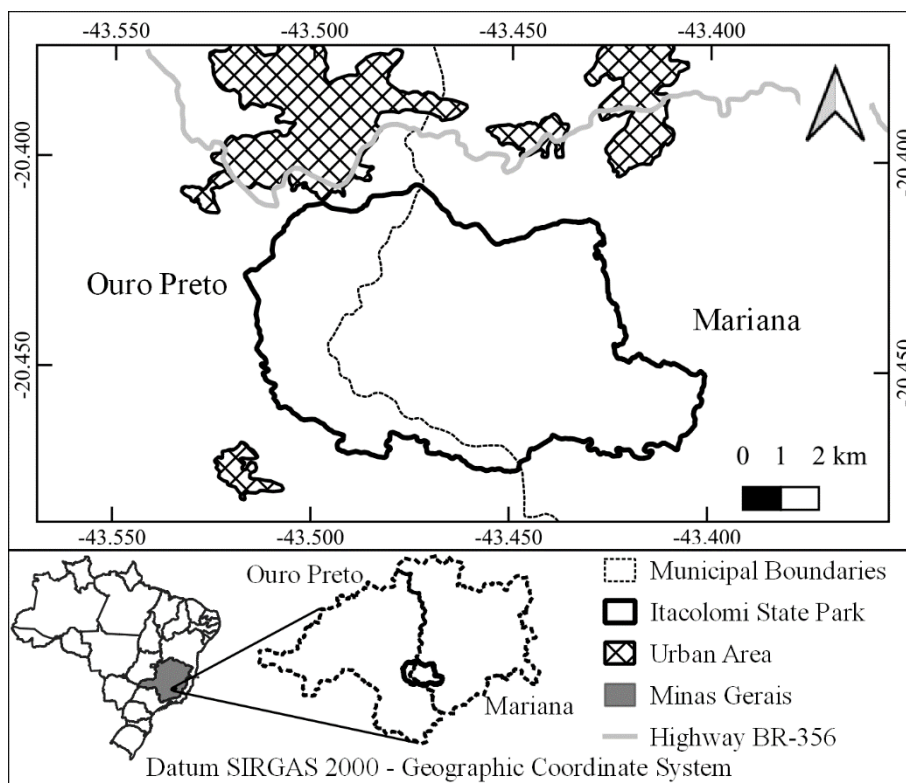 -43.550 -43.500 -43.450 -43.400
-20.400 -20.400
Ouro Preto
Mariana
-20.450 -20.450
0 1 2 km
-43.550 -43.500 -43.450 -43.400
Ouro Preto
Mariana
Municipal Boundaries
Itacolomi State Park
Urban Area
Minas Gerais
Highway BR-356
Datum SIRGAS 2000 - Geographic Coordinate System